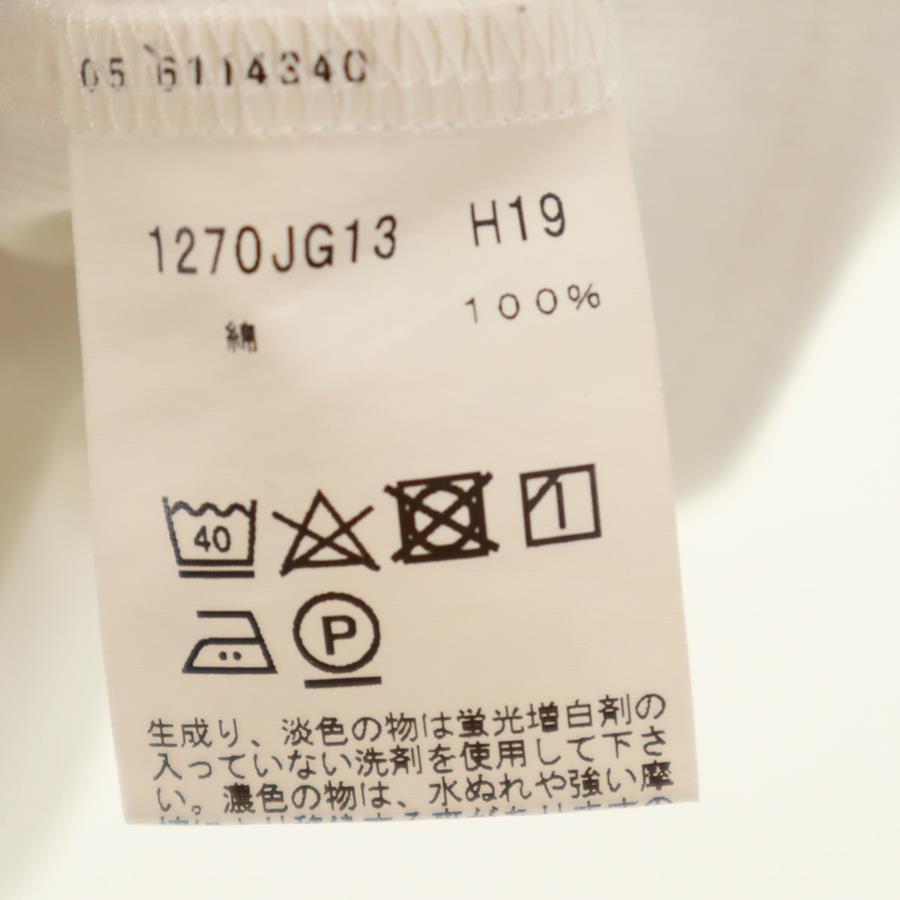 05 6114340
1270JG13 H19
綿 100%
40
P
生成り、淡色の物は蛍光増白剤の
入っていない洗剤を使用して下さ
い。濃色の物は、水ぬれや強い摩